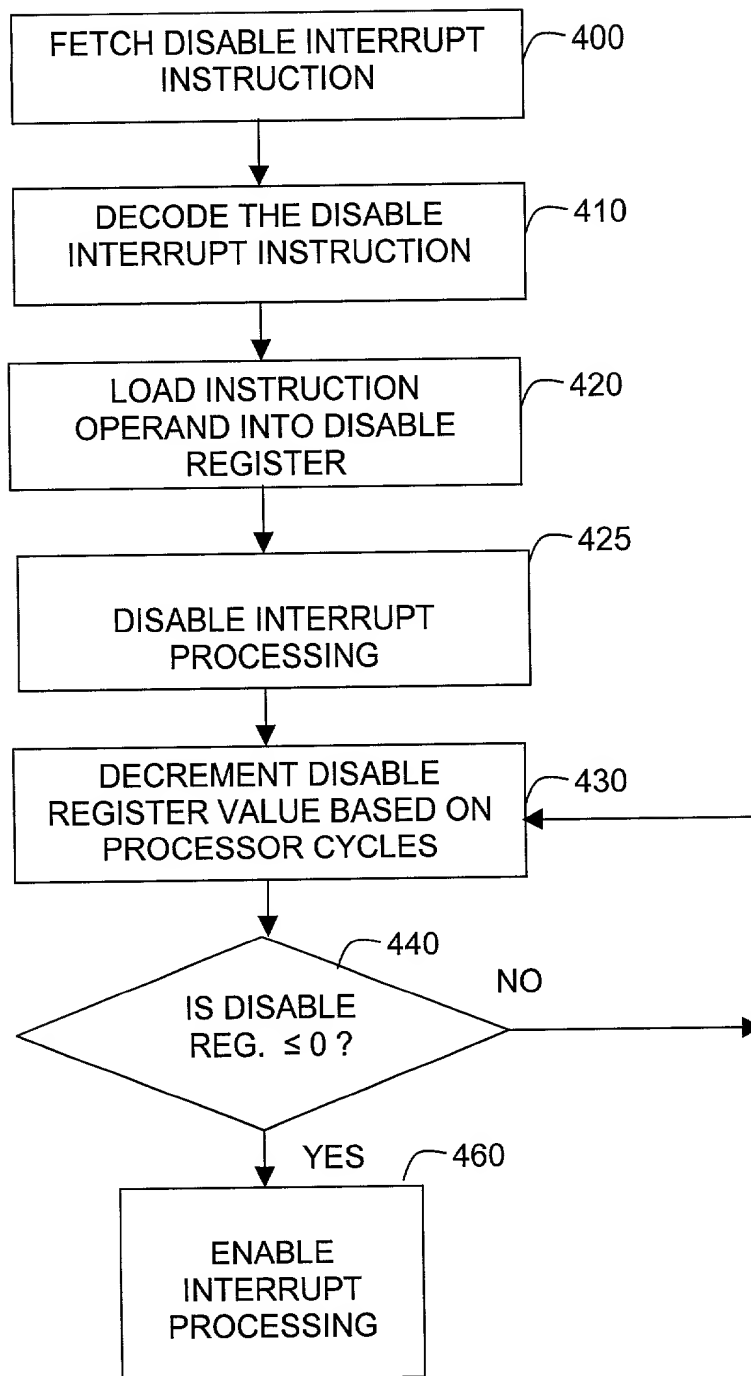 FETCH DISABLE INTERRUPT
INSTRUCTION
400
DECODE THE DISABLE
INTERRUPT INSTRUCTION
410
LOAD INSTRUCTION
OPERAND INTO DISABLE
REGISTER
420
425
DISABLE INTERRUPT
PROCESSING
DECREMENT DISABLE
REGISTER VALUE BASED ON
PROCESSOR CYCLES
430
440
IS DISABLE
REG. ≤ 0 ?
NO
YES
460
ENABLE
INTERRUPT
PROCESSING